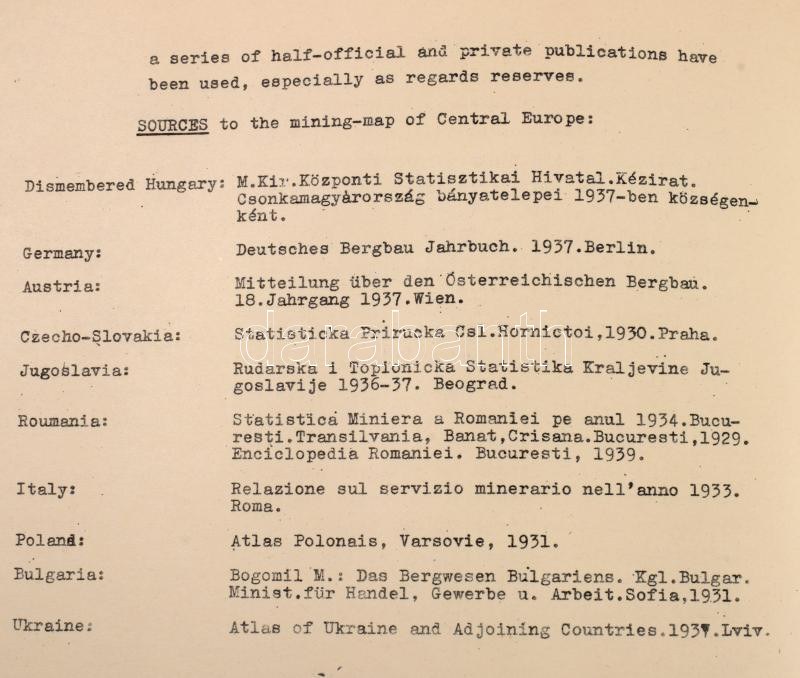 a series of half-official and private publications have
been used, especially as regards reserves.
SOURCES to the mining-map of Central Europe:
Dismembered Hungary: M.Kir.Központi Statisztikai Hivatal.Kézirat.
Csonkamagyárország bányatelepei 1937-ben községen-
ként.
Germany: Deutsches Bergbau Jahrbuch. 1937.Berlin.
Austria: Mitteilung über den Österreichischen Bergbau.
18.Jahrgang 1937.Wien.
Czecho-Slovakia: Statisticka Prirucka Csl.Hornictoi,1930.Praha.
darabanth
Jugoslavia: Rudarska i Toplonicka Statistika Kraljevine Ju-
goslavije 1936-37. Beograd.
Roumania: Statistica Miniera a Romaniei pe anul 1934.Bucu-
resti.Transilvania, Banat,Crisana.Bucuresti,1929.
Enciclopedia Romaniei. Bucuresti, 1939.
Italy: Relazione sul servizio minerario nell'anno 1933.
Roma.
Poland: Atlas Polonais, Varsovie, 1931.
Bulgaria: Bogomil M.: Das Bergwesen Bulgariens. Kgl.Bulgar.
Minist.für Handel, Gewerbe u. Arbeit.Sofia,1931.
Ukraine: Atlas of Ukraine and Adjoining Countries.1937.Lviv.